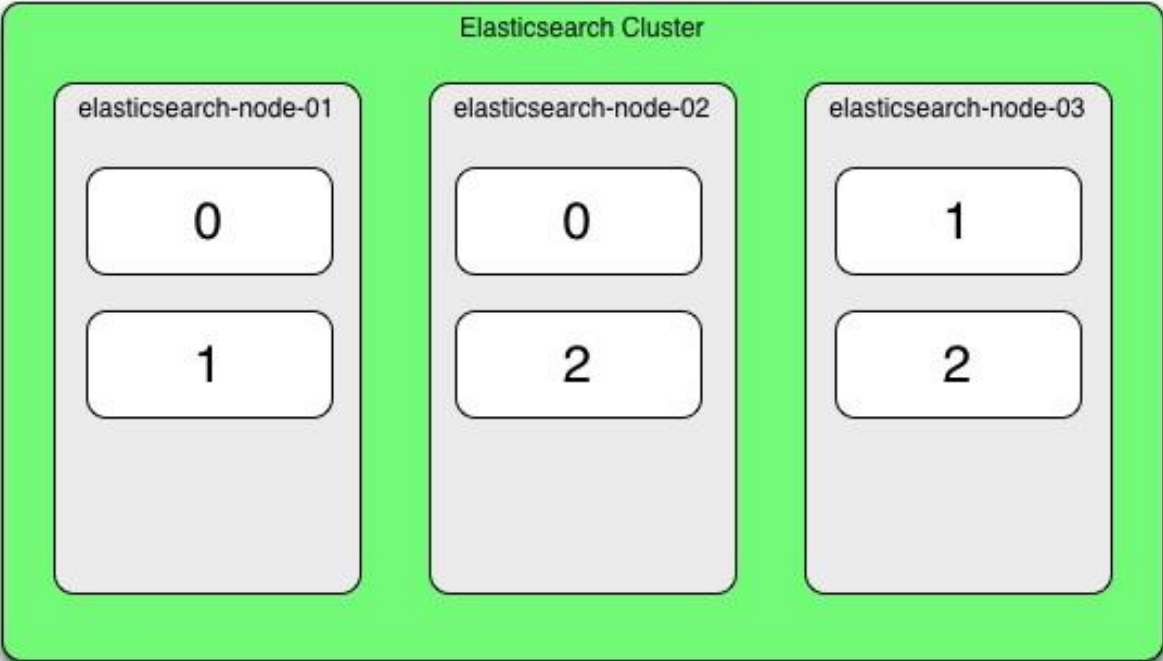 Elasticsearch Cluster
elasticsearch-node-01
elasticsearch-node-02
elasticsearch-node-03
0
0
1
1
2
2